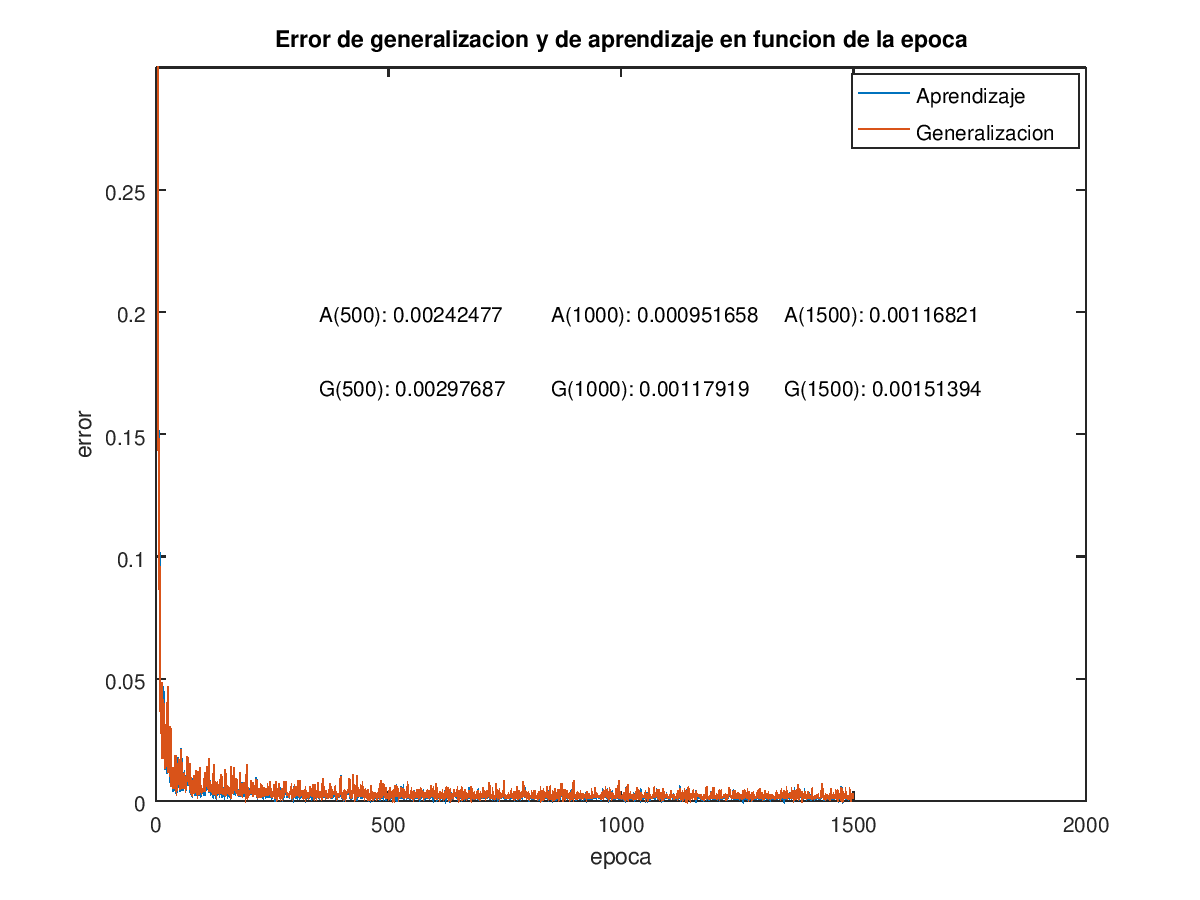 Error de generalizacion y de aprendizaje en funcion de la epoca
Aprendizaje
Generalizacion
0.25
0.2
0.15
0.1
0.05
0
A(500): 0.00242477
A(1000): 0.000951658
A(1500): 0.00116821
G(500): 0.00297687
G(1000): 0.00117919
G(1500): 0.00151394
error
0
500
1000
1500
2000
epoca